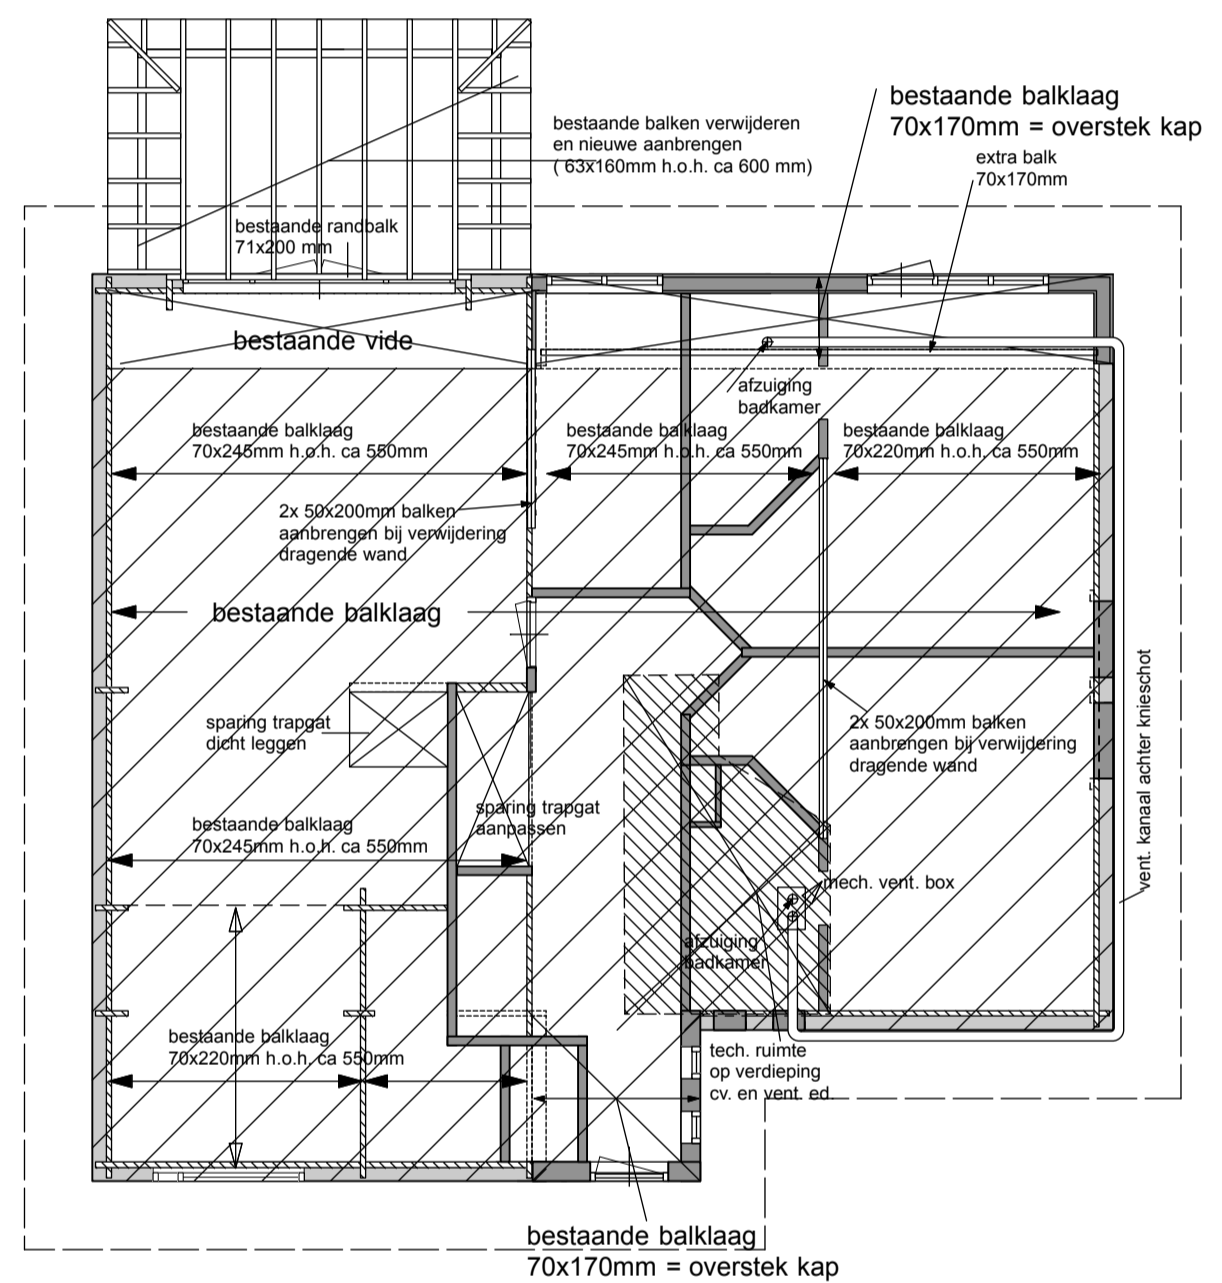 bestaande balklaag
70x170mm = overstek kap
bestaande balken verwijderen
en nieuwe aanbrengen
( 63x160mm h.o.h. ca 600 mm)
extra balk
70x170mm
bestaande randbalk
71x200 mm
bestaande vide
afzuiging
badkamer
bestaande balklaag
70x245mm h.o.h. ca 550mm
bestaande balklaag
70x245mm h.o.h. ca 550mm
bestaande balklaag
70x220mm h.o.h. ca 550mm
2x 50x200mm balken
aanbrengen bij verwijdering
dragende wand
bestaande balklaag
sparing trapgat
dicht leggen
2x 50x200mm balken
aanbrengen bij verwijdering
dragende wand
vent. kanaal achter knieschot
sparing trapgat
aanpassen
bestaande balklaag
70x245mm h.o.h. ca 550mm
mech. vent. box
afzuiging
badkamer
bestaande balklaag
70x220mm h.o.h. ca 550mm
tech. ruimte
op verdieping
cv. en vent. ed.
bestaande balklaag
70x170mm = overstek kap